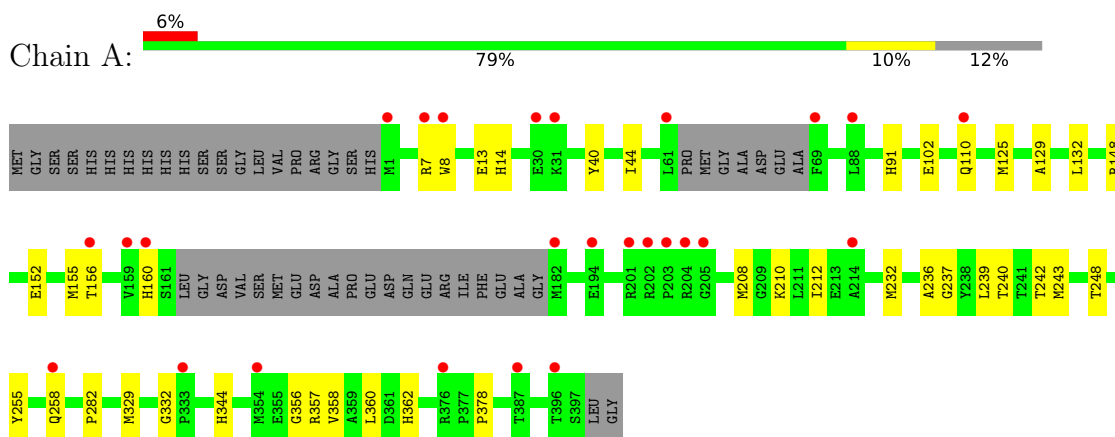 6%
Chain A:
79% 10% 12%
MET GLY SER SER HIS HIS HIS HIS HIS HIS SER SER GLY LEU VAL PRO ARG GLY SER HIS M1 R7 W8 E13 H14 E30 K31 Y40 I44 L61 PRO MET GLY ALA ASP GLU ALA F69 L88 H91 E102 Q110 M125 A129 L132 R148
E152 M155 T156 V159 H160 S161 LEU GLY ASP VAL SER MET GLU ASP ALA PRO GLU ASP GLN GLU ARG ILE PHE GLU ALA GLY M182 E194 R201 R202 P203 R204 G205 M208 G209 K210 L211 I212 E213 A214 M232 A236 G237 Y238 L239 T240 T241 T242 M243 T248
Y255 Q258 P282 M329 G332 P333 H344 M354 E355 G356 R357 V358 A359 L360 D361 H362 R376 P377 P378 T387 T396 S397 LEU GLY